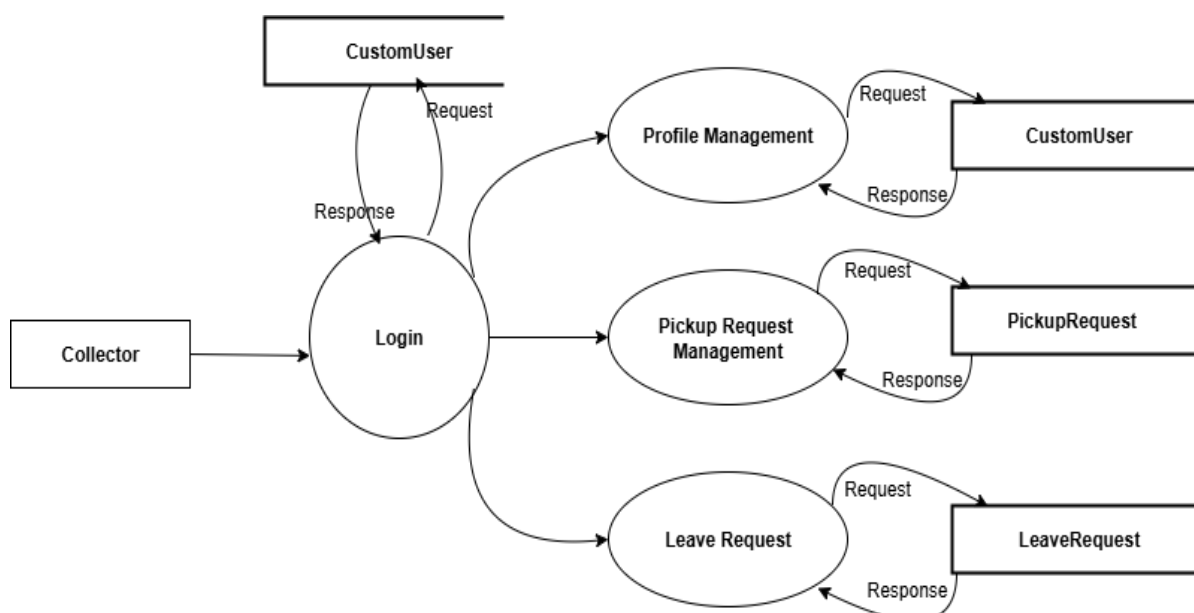 CustomUser
Request
Response
Collector
Login
Profile Management
Request
CustomUser
Response
Pickup Request
Management
Request
PickupRequest
Response
Leave Request
Request
LeaveRequest
Response